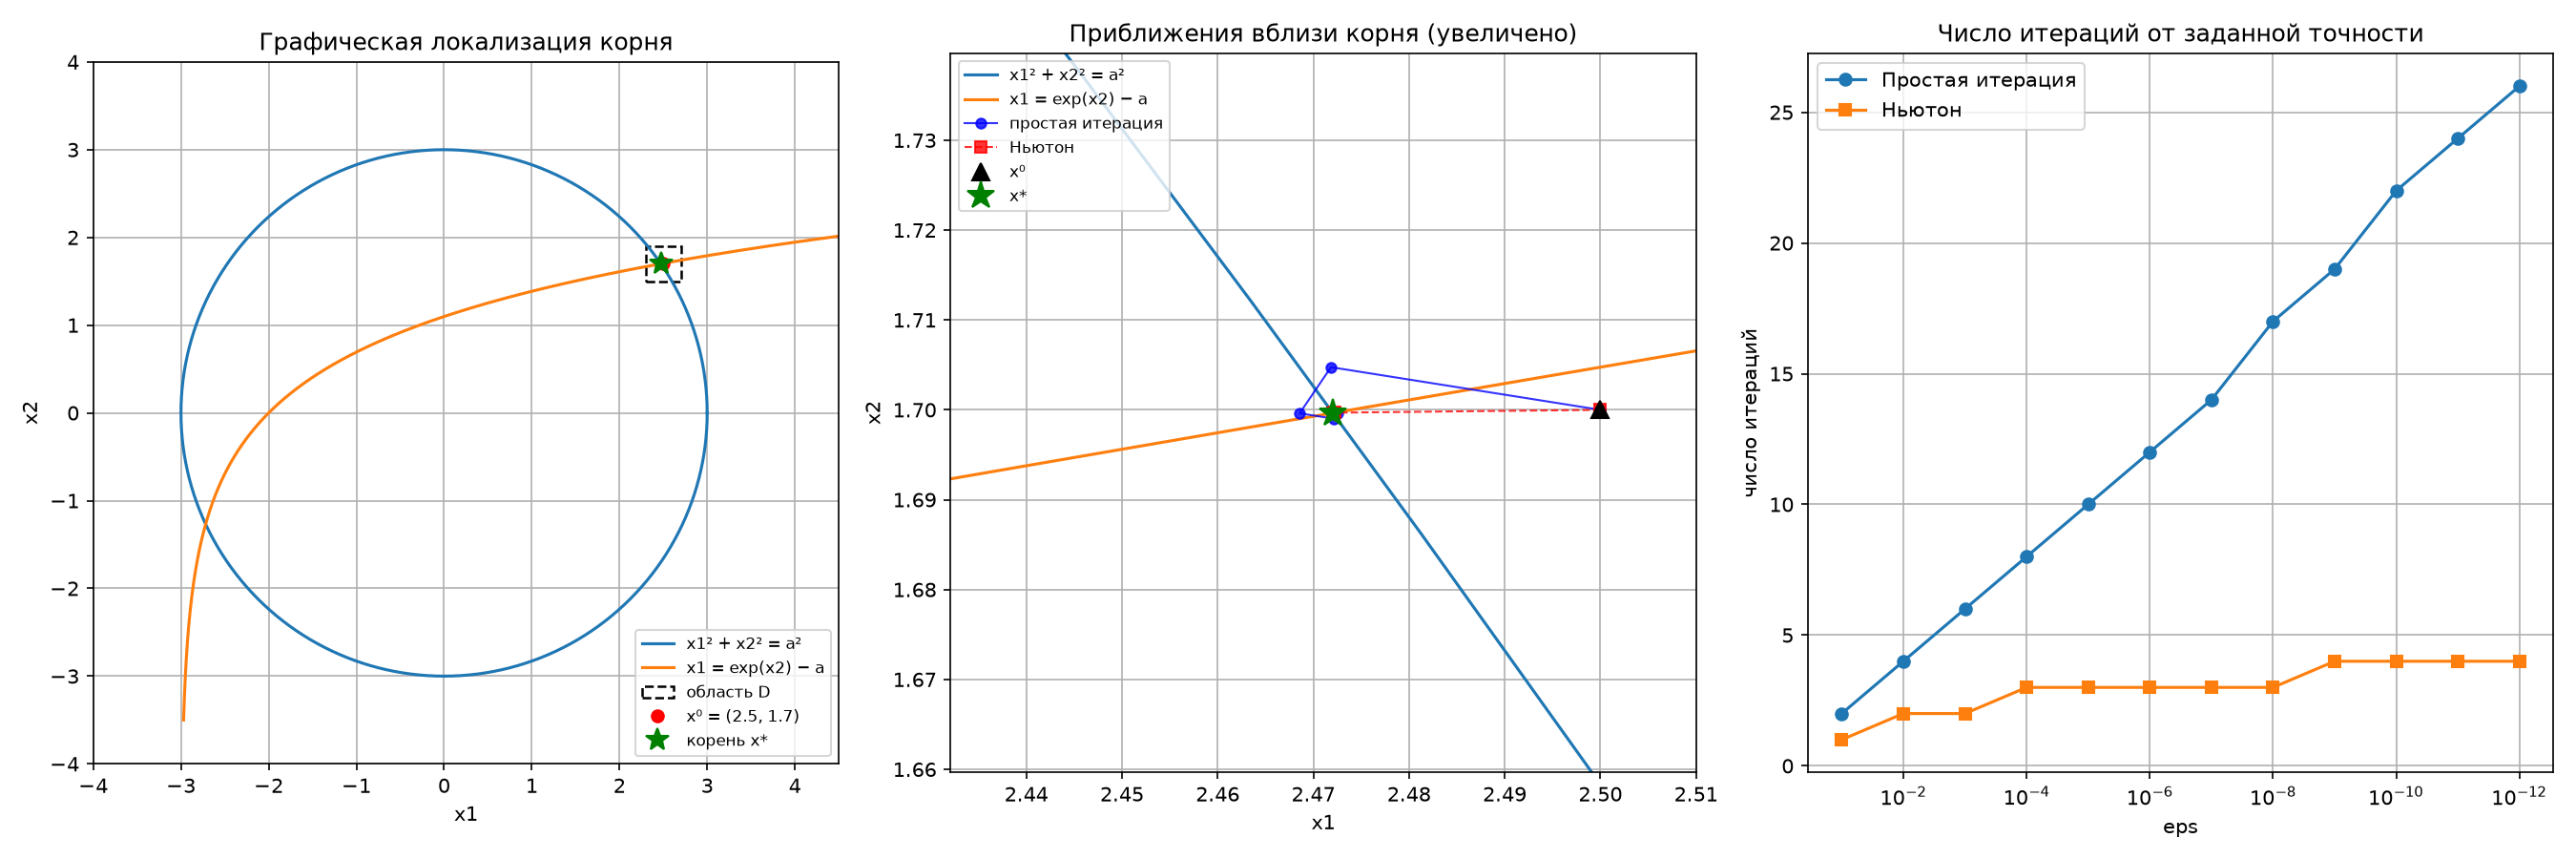 Графическая локализация корня
4
3
2
1
0
−1
−2
−3
−4
x2
−4 −3 −2 −1 0 1 2 3 4
x1
x1² + x2² = a²
x1 = exp(x2) − a
область D
x⁰ = (2.5, 1.7)
корень x*
Приближения вблизи корня (увеличено)
x1² + x2² = a²
x1 = exp(x2) − a
простая итерация
Ньютон
x⁰
x*
1.73
1.72
1.71
1.70
1.69
1.68
1.67
1.66
x2
2.44 2.45 2.46 2.47 2.48 2.49 2.50 2.51
x1
Число итераций от заданной точности
Простая итерация
Ньютон
25
20
15
10
5
0
число итераций
10⁻² 10⁻⁴ 10⁻⁶ 10⁻⁸ 10⁻¹⁰ 10⁻¹²
eps